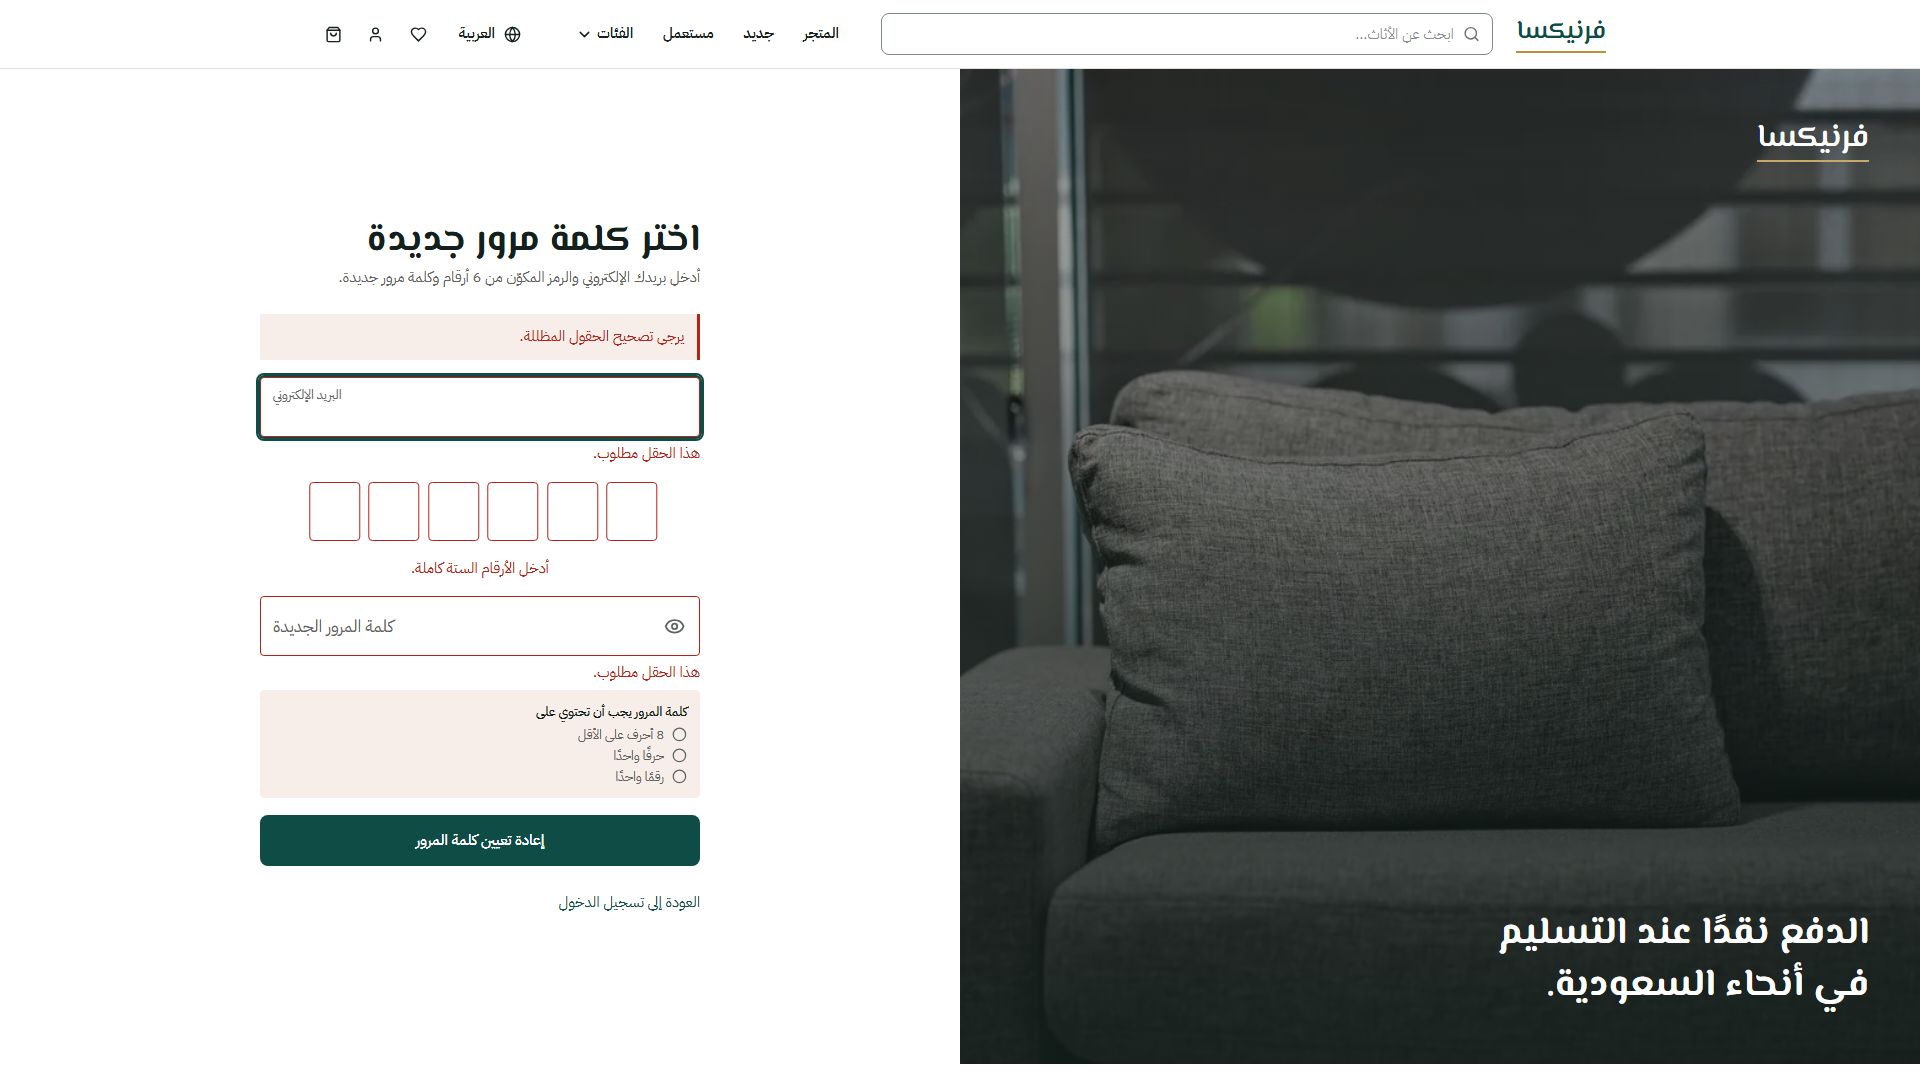 فرنيكسا
ابحث عن الأثاث...
المتجر
جديد
مستعمل
الفئات
العربية
فرنيكسا
الدفع نقدًا عند التسليم
في أنحاء السعودية.
اختر كلمة مرور جديدة
أدخل بريدك الإلكتروني والرمز المكوّن من 6 أرقام وكلمة مرور جديدة.
يرجى تصحيح الحقول المظللة.
البريد الإلكتروني
هذا الحقل مطلوب.
أدخل الأرقام الستة كاملة.
كلمة المرور الجديدة
هذا الحقل مطلوب.
كلمة المرور يجب أن تحتوي على
8 أحرف على الأقل
حرفًا واحدًا
رقمًا واحدًا
إعادة تعيين كلمة المرور
العودة إلى تسجيل الدخول